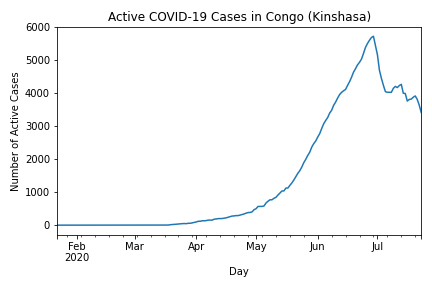 Active COVID-19 Cases in Congo (Kinshasa)
6000
5000
4000
3000
2000
1000
0
Number of Active Cases
Feb Mar Apr May Jun Jul
2020
Day